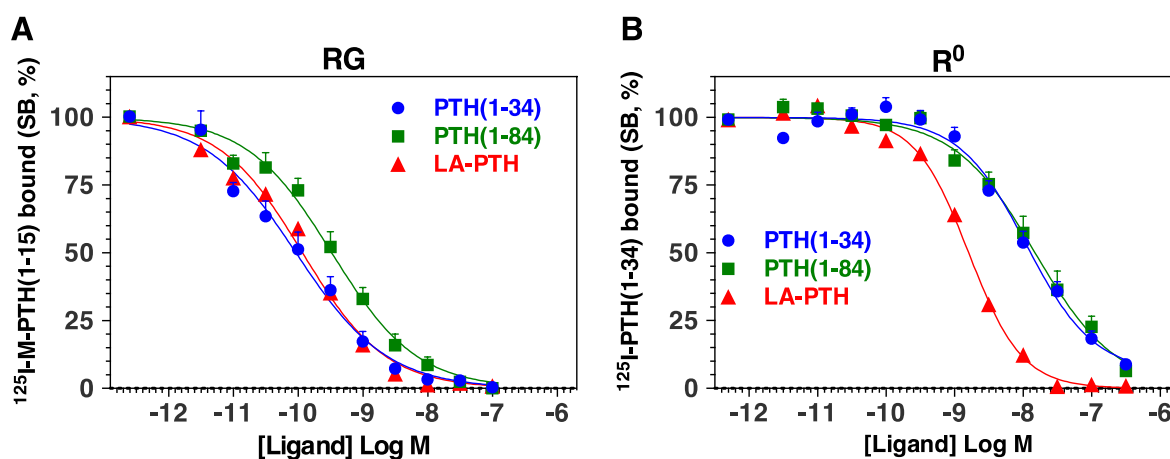 A
RG
¹²⁵I-M-PTH(1-15) bound (SB, %)
100
75
50
25
0
PTH(1-34)
PTH(1-84)
LA-PTH
-12 -11 -10 -9 -8 -7 -6
[Ligand] Log M
B
R⁰
¹²⁵I-PTH(1-34) bound (SB, %)
100
75
50
25
0
PTH(1-34)
PTH(1-84)
LA-PTH
-12 -11 -10 -9 -8 -7 -6
[Ligand] Log M